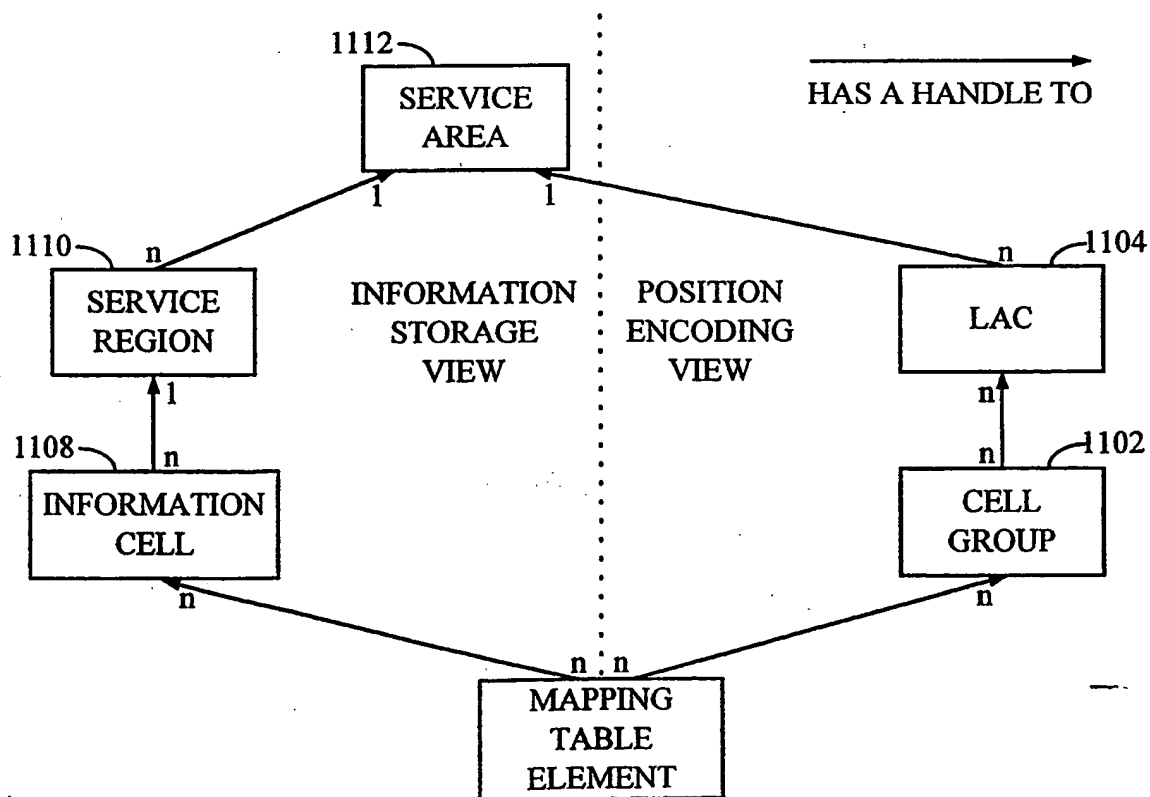 1112
SERVICE
AREA
HAS A HANDLE TO
1
1
1110
n
n
1104
SERVICE
REGION
INFORMATION
STORAGE
VIEW
POSITION
ENCODING
VIEW
LAC
1
n
1108
n
n
1102
INFORMATION
CELL
CELL
GROUP
n
n
n
n
MAPPING
TABLE
ELEMENT